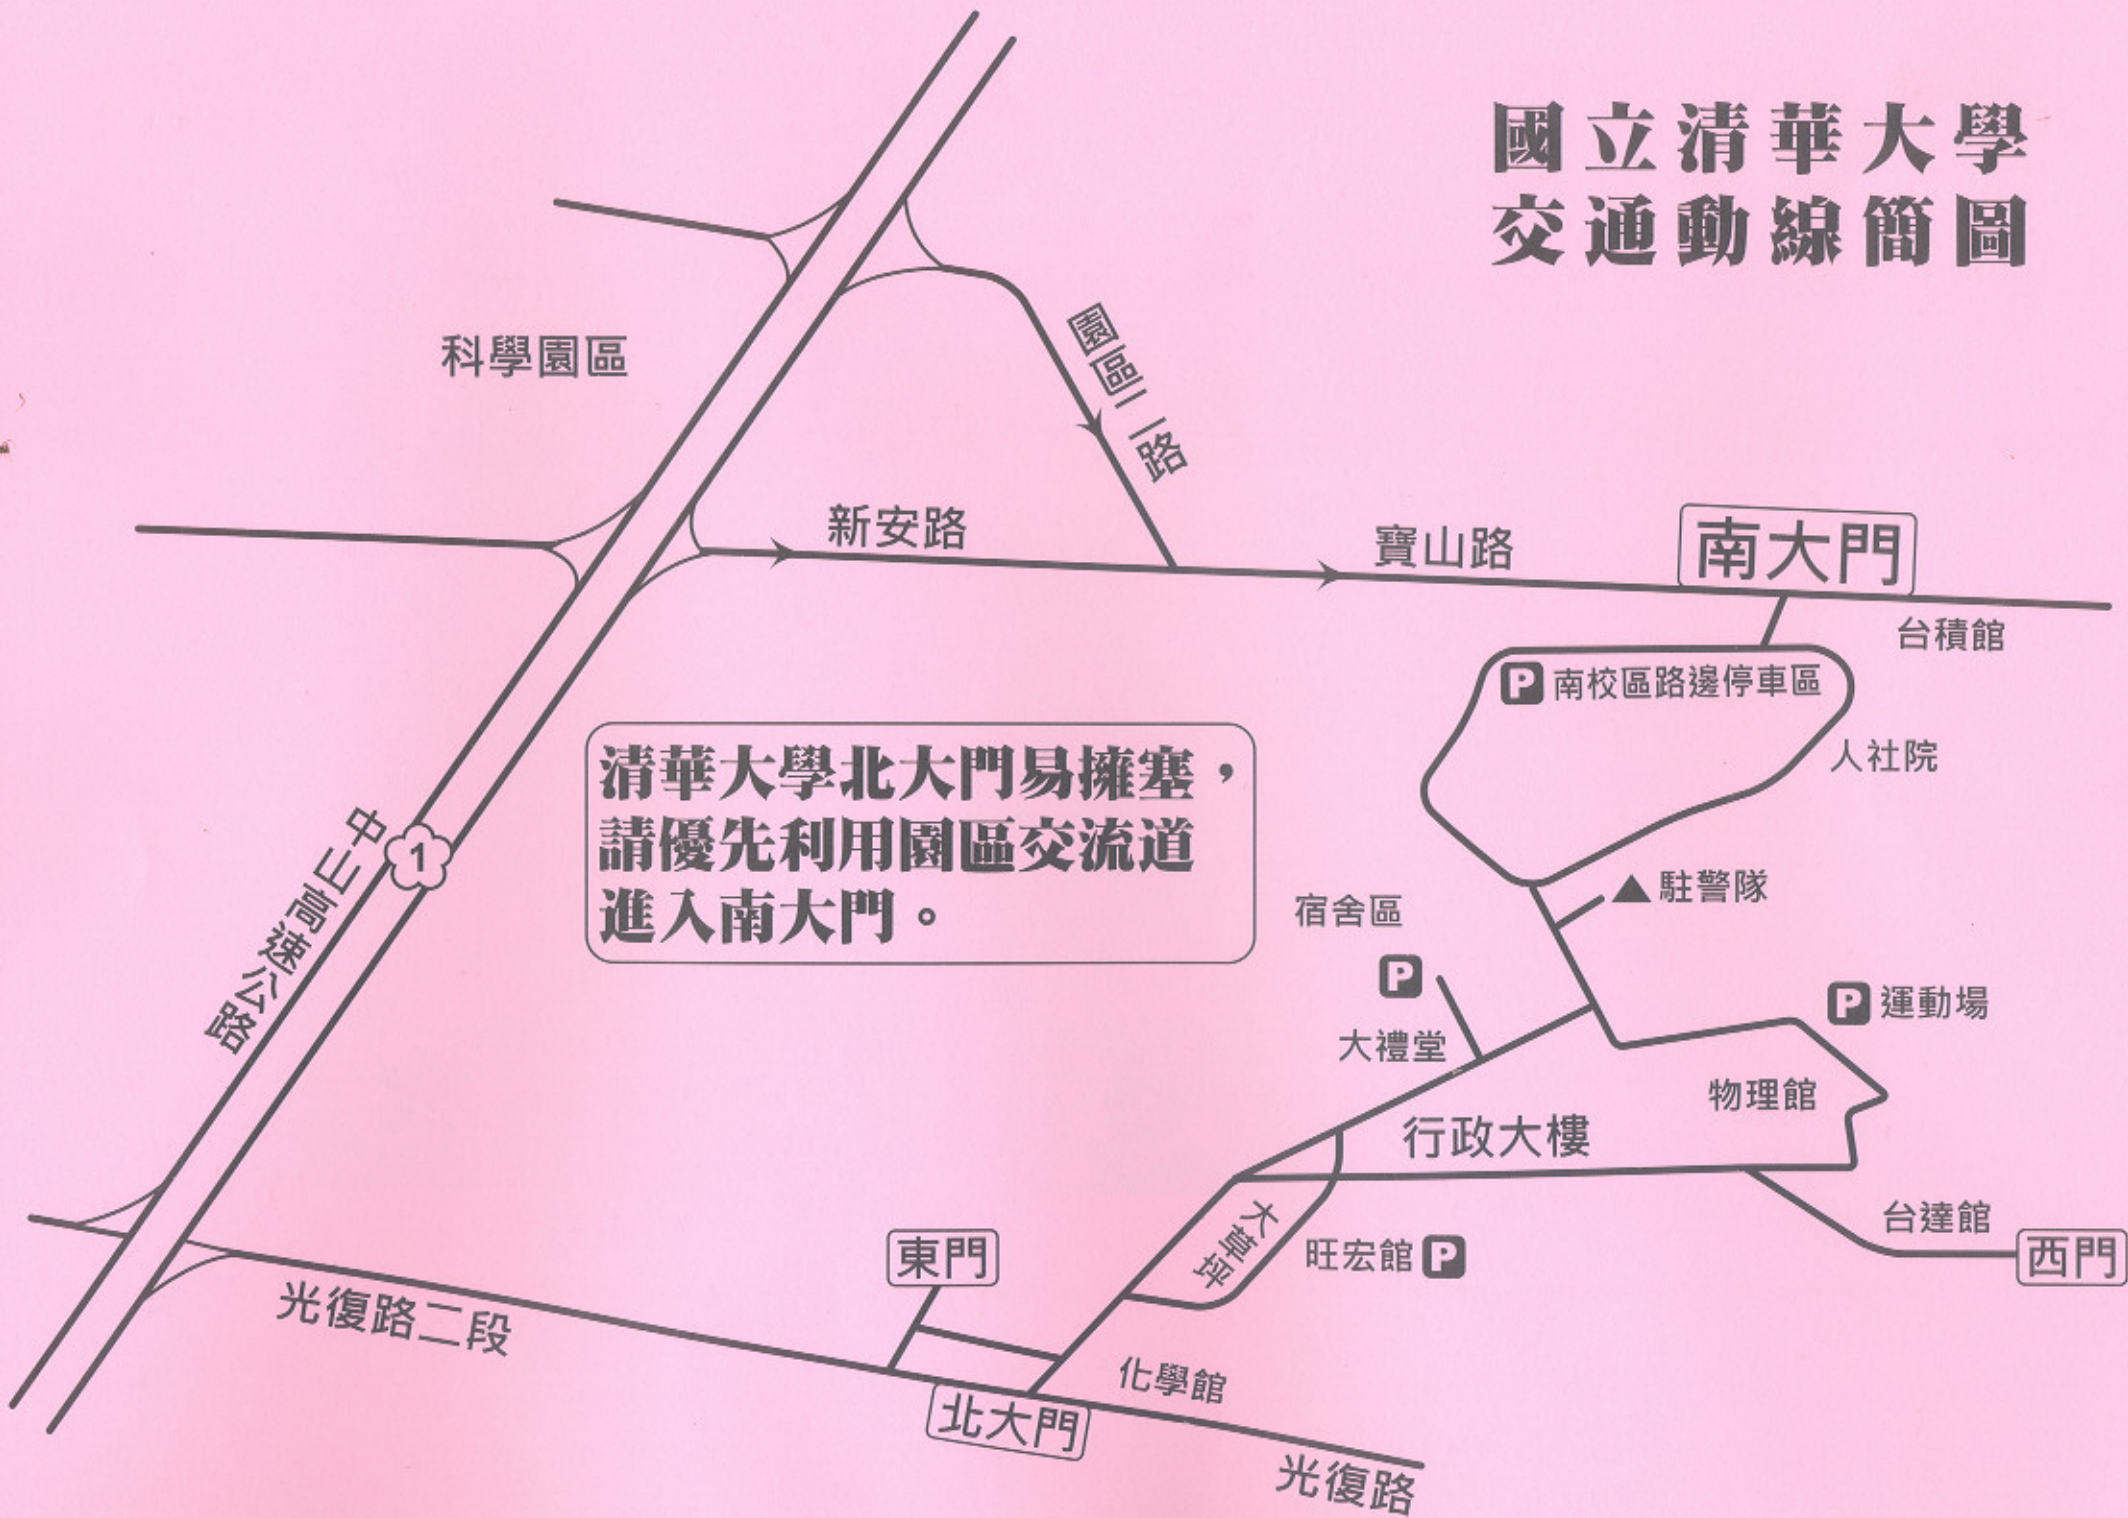 國立清華大學
交通動線簡圖
科學園區
園區二路
新安路
寶山路
南大門
台積館
P 南校區路邊停車區
人社院
清華大學北大門易擁塞，
請優先利用園區交流道
進入南大門。
中山高速公路
1
駐警隊
宿舍區
P
P 運動場
大禮堂
物理館
行政大樓
大草坪
台達館
西門
旺宏館 P
東門
光復路二段
化學館
北大門
光復路